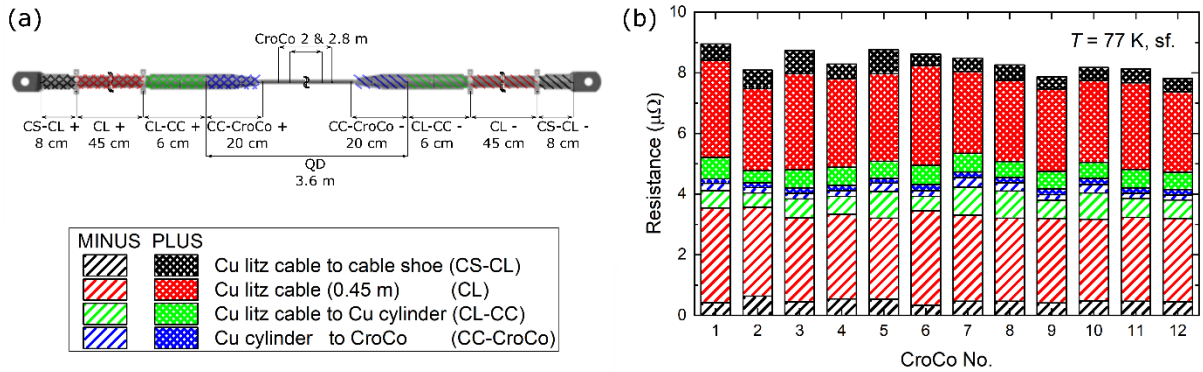 (a)
CroCo 2 & 2.8 m
CS-CL + CL + CL-CC + CC-CroCo + CC-CroCo - CL-CC - CL - CS-CL -
8 cm 45 cm 6 cm 20 cm 20 cm 6 cm 45 cm 8 cm
QD
3.6 m
MINUS PLUS
Cu litz cable to cable shoe (CS-CL)
Cu litz cable (0.45 m) (CL)
Cu litz cable to Cu cylinder (CL-CC)
Cu cylinder to CroCo (CC-CroCo)
(b)
T = 77 K, sf.
Resistance (μΩ)
10
8
6
4
2
0
1 2 3 4 5 6 7 8 9 10 11 12
CroCo No.